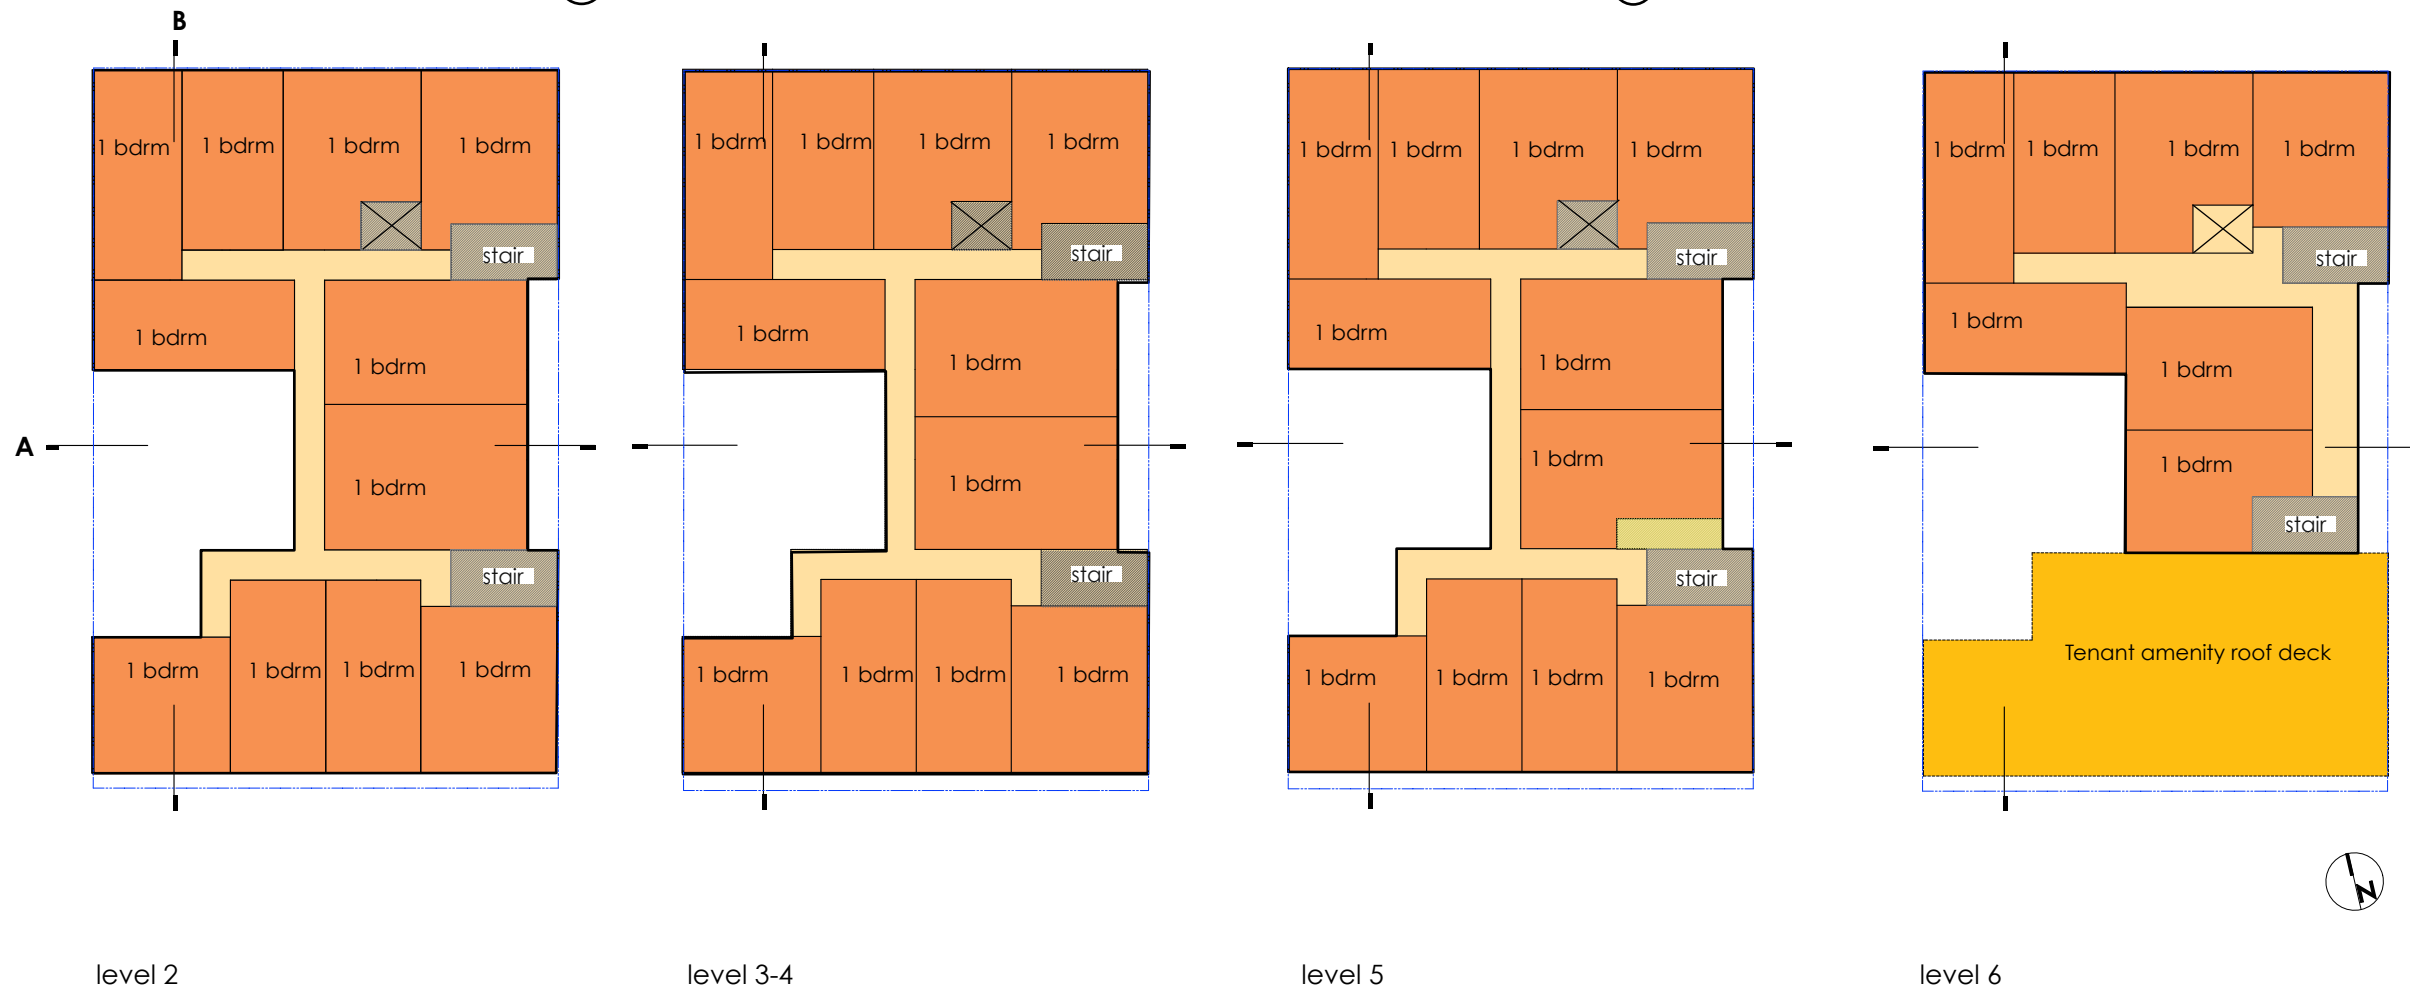 B
1 bdrm 1 bdrm 1 bdrm 1 bdrm
stair
1 bdrm
1 bdrm
A
1 bdrm
stair
1 bdrm 1 bdrm 1 bdrm 1 bdrm
level 2
1 bdrm 1 bdrm 1 bdrm 1 bdrm
stair
1 bdrm
1 bdrm
1 bdrm
stair
1 bdrm 1 bdrm 1 bdrm 1 bdrm
level 3-4
1 bdrm 1 bdrm 1 bdrm 1 bdrm
stair
1 bdrm
1 bdrm
1 bdrm
stair
1 bdrm 1 bdrm 1 bdrm 1 bdrm
level 5
1 bdrm 1 bdrm 1 bdrm 1 bdrm
stair
1 bdrm
1 bdrm
1 bdrm
stair
Tenant amenity roof deck
N
level 6